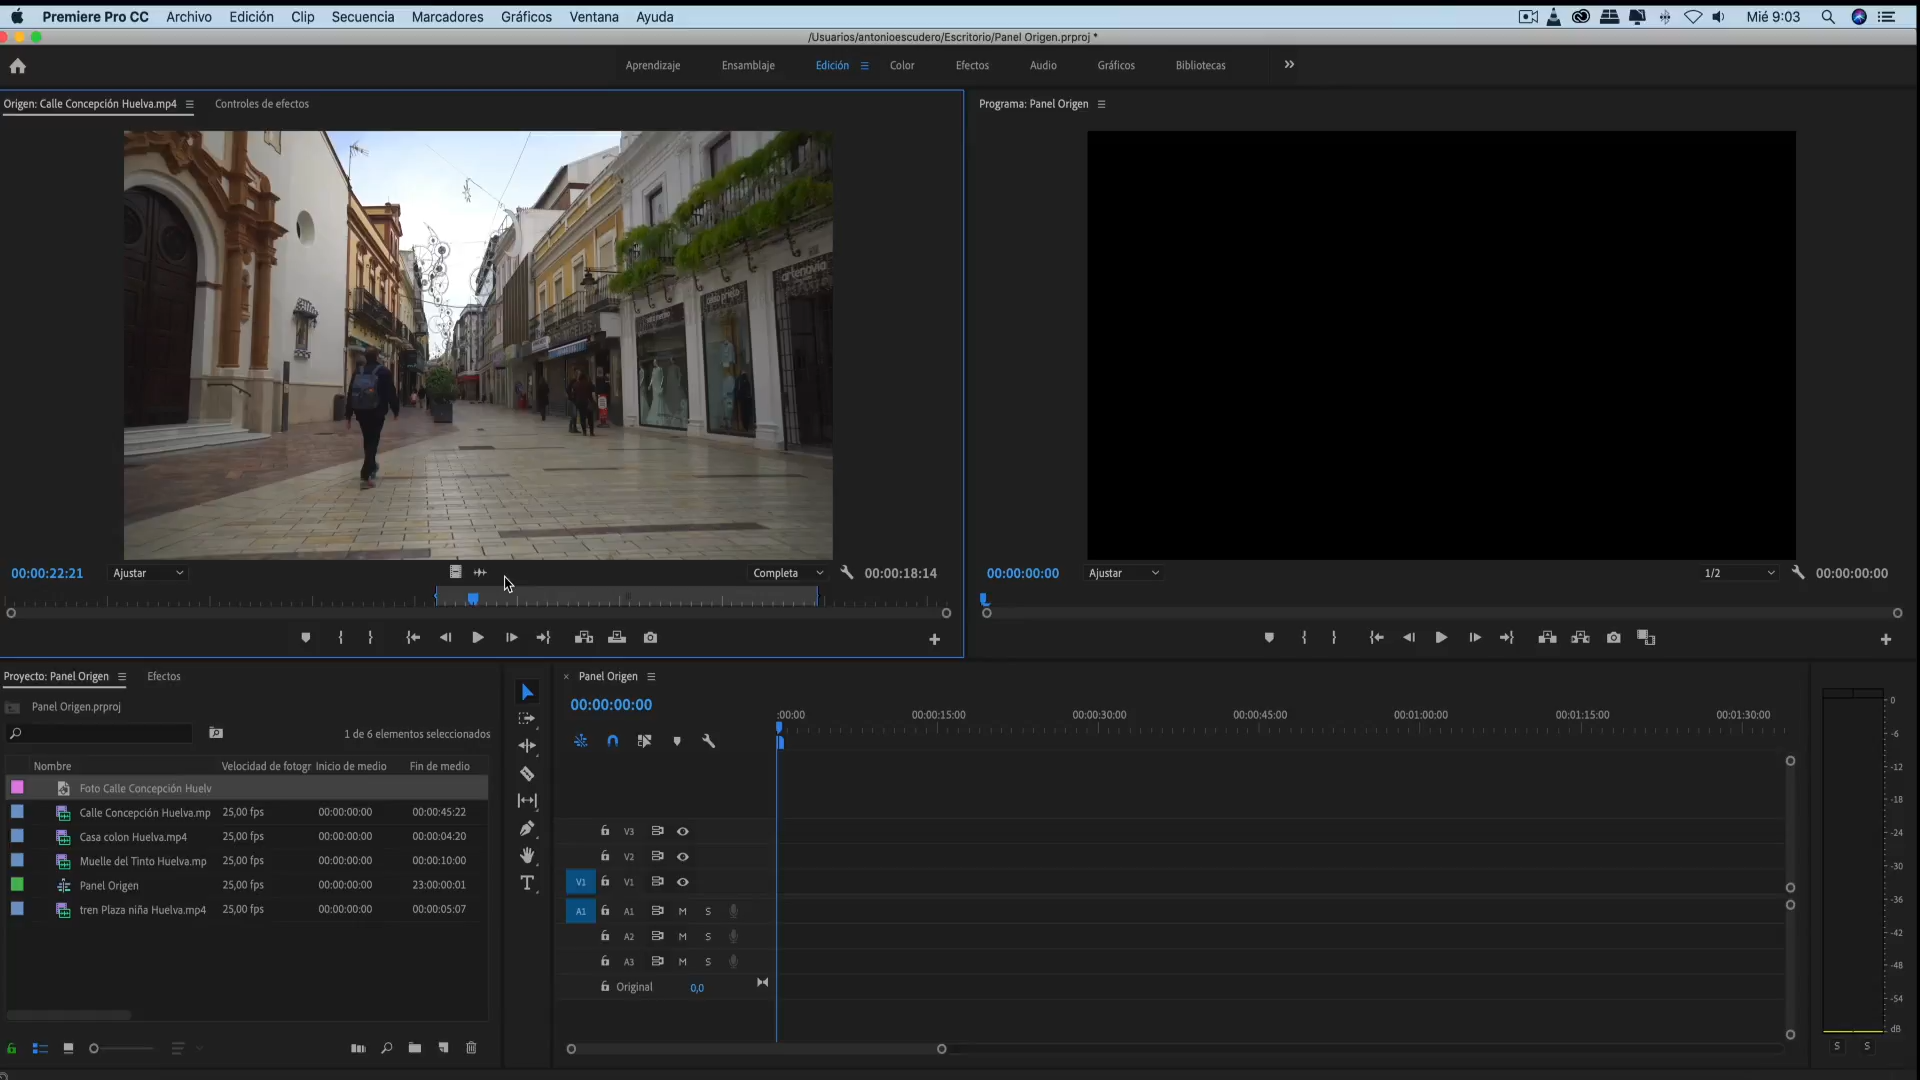 Premiere Pro CC Archivo Edición Clip Secuencia Marcadores Gráficos Ventana Ayuda Mié 9:03
/Usuarios/antonioescudero/Escritorio/Panel Origen.prproj *
Aprendizaje Ensamblaje Edición Color Efectos Audio Gráficos Bibliotecas
Origen: Calle Concepción Huelva.mp4 Controles de efectos
Programa: Panel Origen
00:00:22:21 Ajustar Completa 00:00:18:14
00:00:00:00 Ajustar 1/2 00:00:00:00
Proyecto: Panel Origen Efectos
Panel Origen.prproj
1 de 6 elementos seleccionados
Nombre Velocidad de fotogr Inicio de medio Fin de medio
Foto Calle Concepción Huelv
Calle Concepción Huelva.mp 25,00 fps 00:00:00:00 00:00:45:22
Casa colon Huelva.mp4 25,00 fps 00:00:00:00 00:00:04:20
Muelle del Tinto Huelva.mp 25,00 fps 00:00:00:00 00:00:10:00
Panel Origen 25,00 fps 00:00:00:00 23:00:00:01
tren Plaza niña Huelva.mp4 25,00 fps 00:00:00:00 00:00:05:07
Panel Origen
00:00:00:00
:00:00 00:00:15:00 00:00:30:00 00:00:45:00 00:01:00:00 00:01:15:00 00:01:30:00
V3
V2
V1 V1
A1 A1 M S
A2 M S
A3 M S
Original 0,0
0
-6
-12
-18
-24
-30
-36
-42
-48
-54
dB
S S